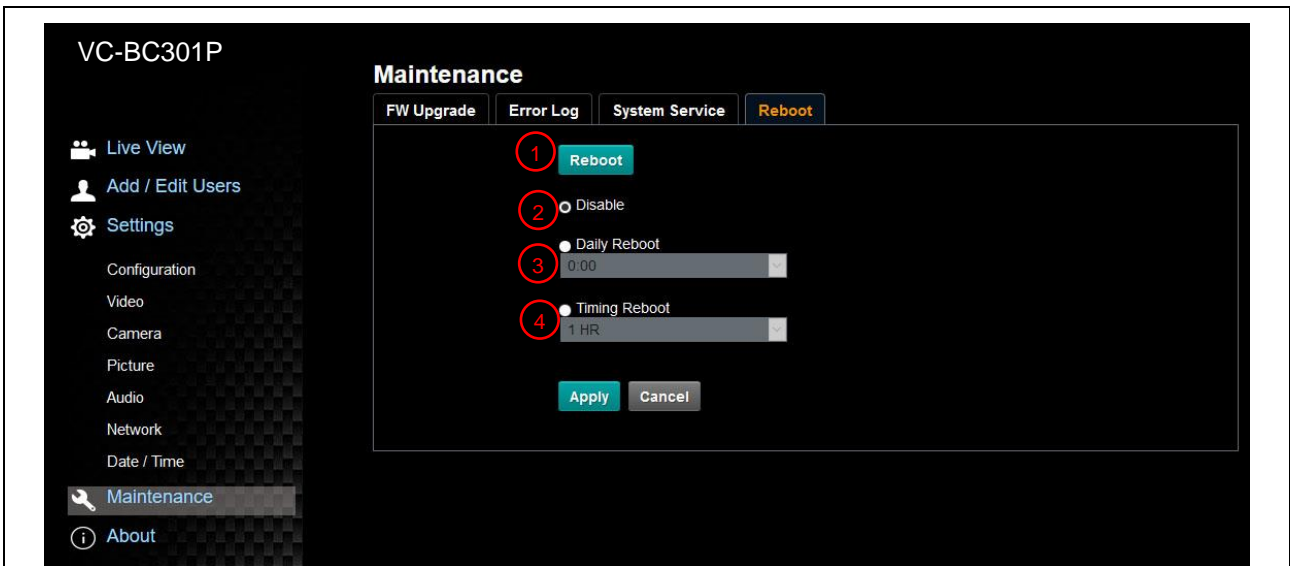 VC-BC301P
Maintenance
FW Upgrade Error Log System Service Reboot
Live View
Add / Edit Users
Settings
Configuration
Video
Camera
Picture
Audio
Network
Date / Time
Maintenance
About
1 Reboot
2 Disable
Daily Reboot
3 0:00
Timing Reboot
4 1 HR
Apply Cancel